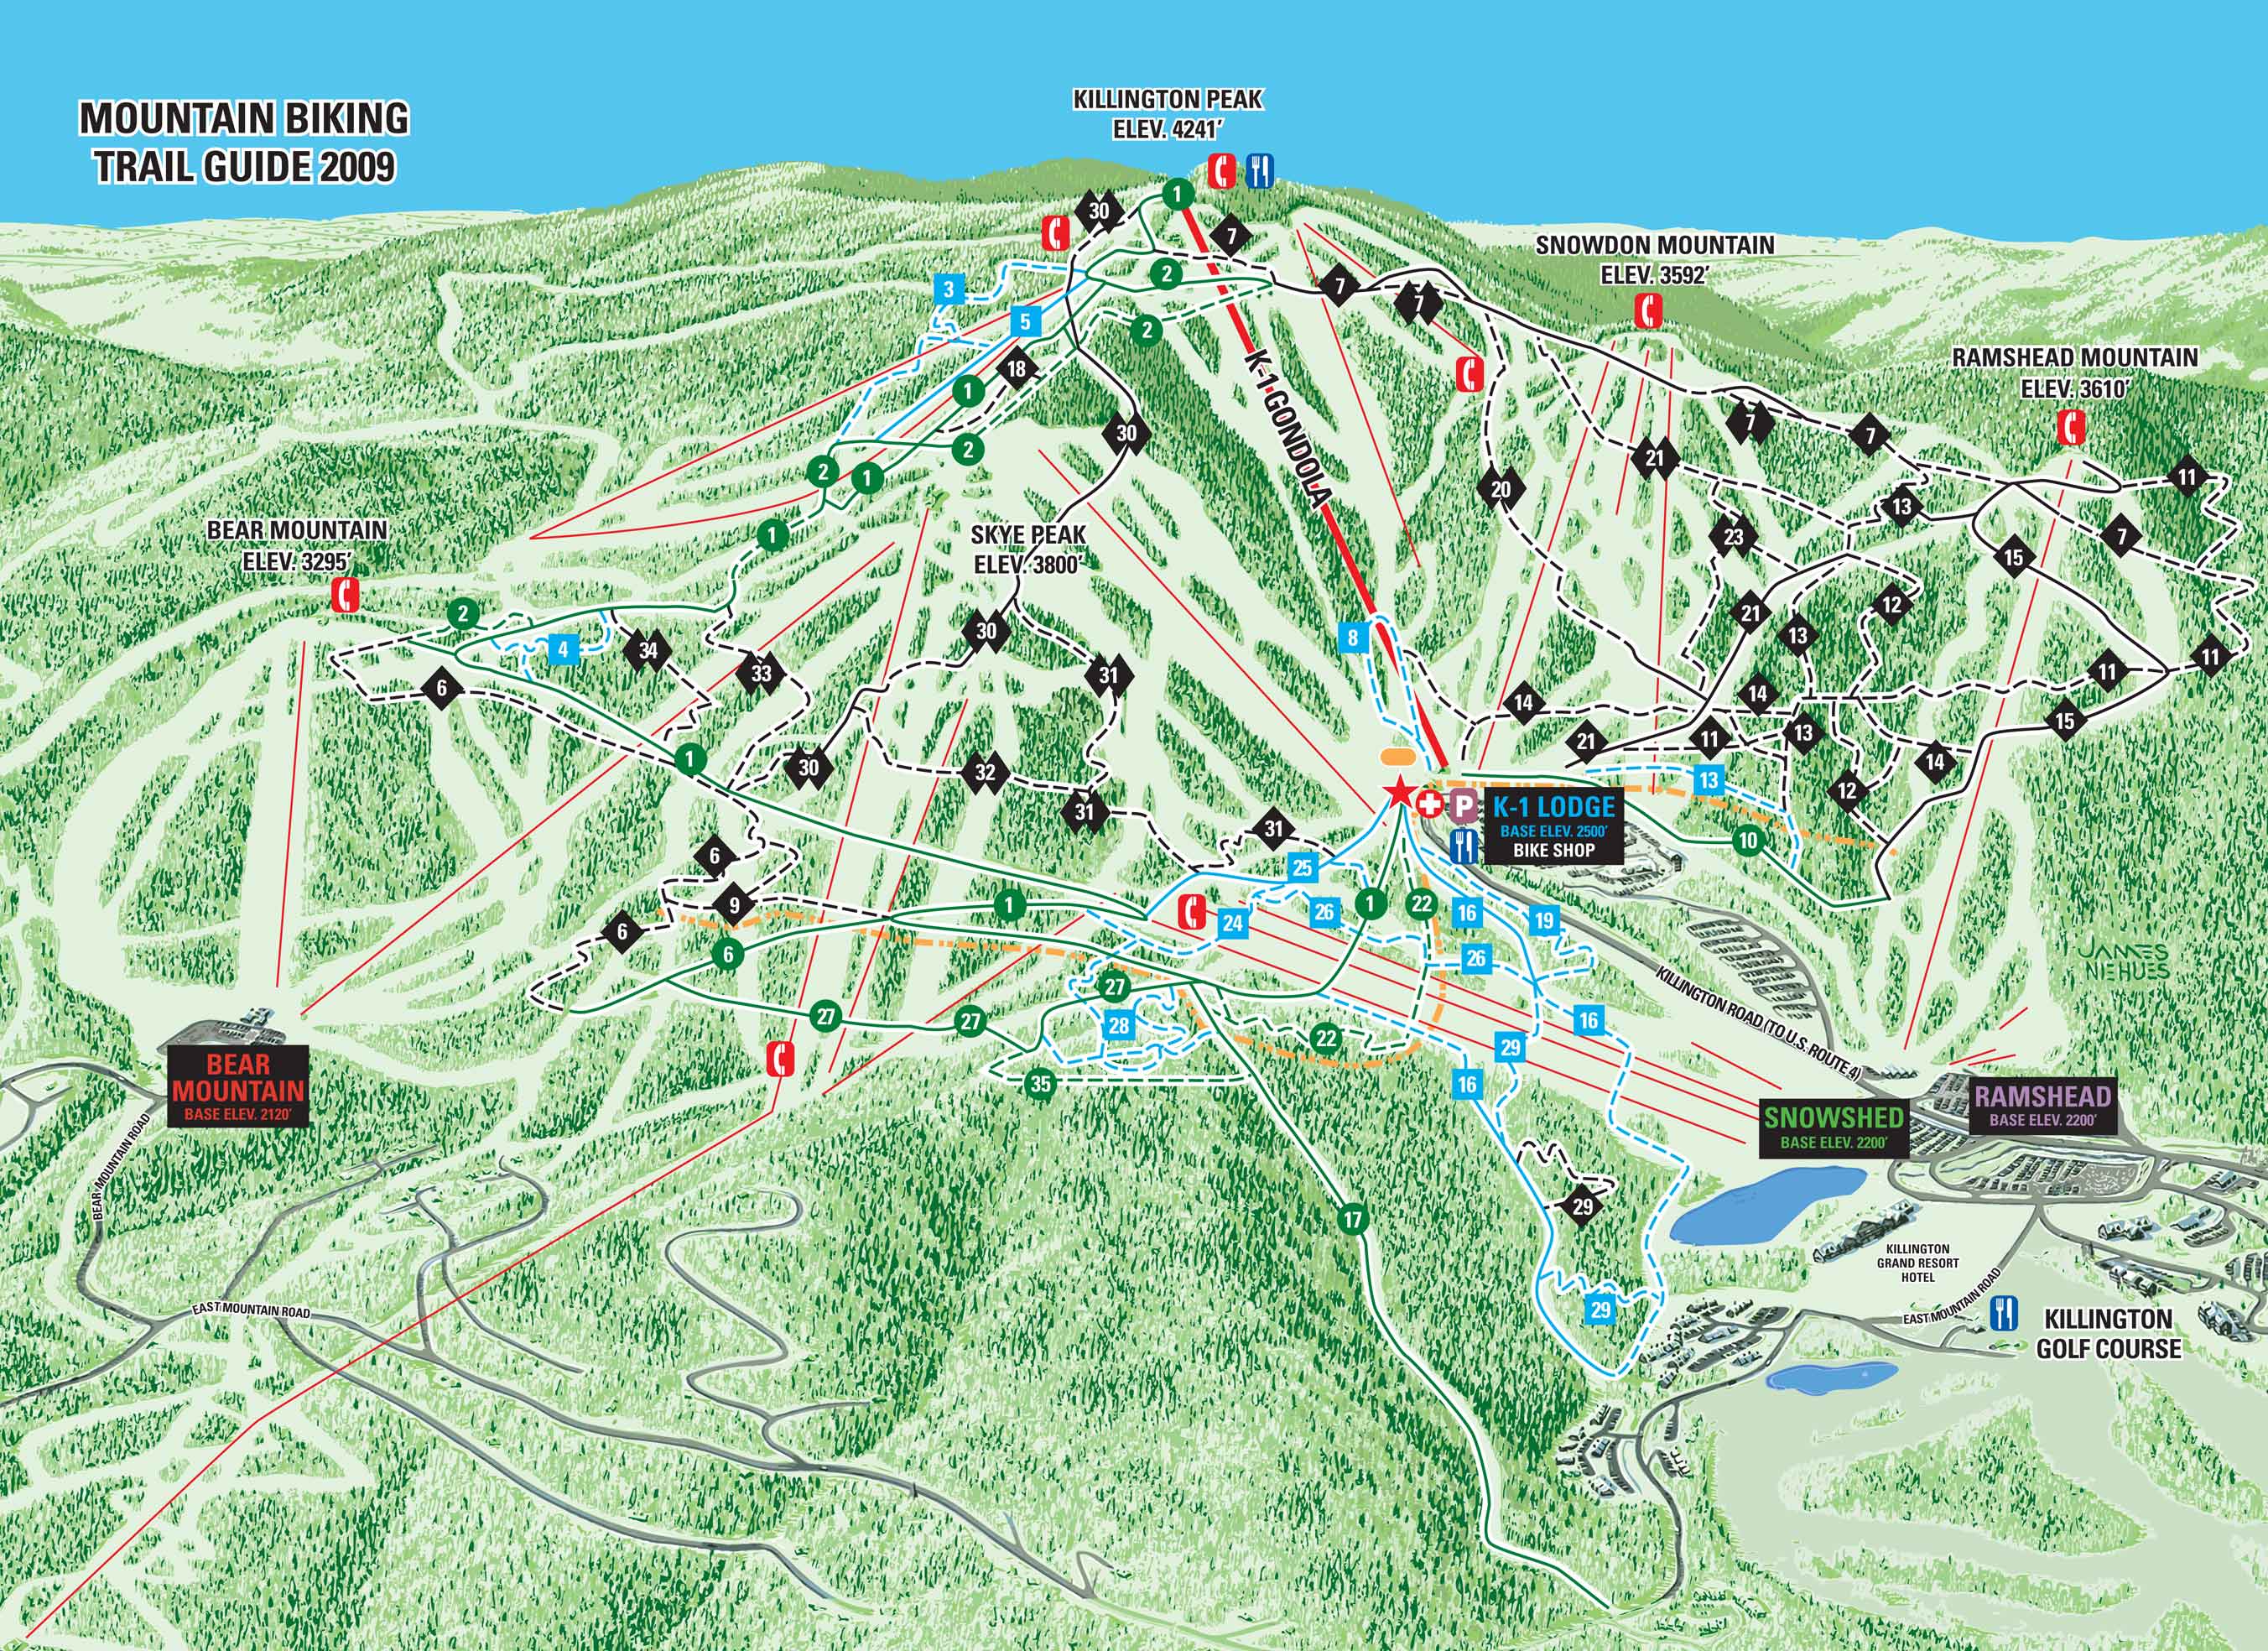 MOUNTAIN BIKING
TRAIL GUIDE 2009
KILLINGTON PEAK
ELEV. 4241'
1
30
7
2
3
5
2
7
7
SNOWDON MOUNTAIN
ELEV. 3592'
RAMSHEAD MOUNTAIN
ELEV. 3610'
K-1 GONDOLA
18
1
30
2
2
1
1
20
21
7
7
11
13
23
7
15
BEAR MOUNTAIN
ELEV. 3295'
SKYE PEAK
ELEV. 3800'
2
4
34
33
6
30
31
8
21
13
12
11
11
14
14
15
1
30
32
31
21
11
13
14
13
12
K-1 LODGE
BASE ELEV. 2500'
BIKE SHOP
P
10
31
25
6
9
1
24
26
1
22
16
19
6
6
26
27
27
27
28
22
16
29
35
16
KILLINGTON ROAD (TO U.S. ROUTE 4)
JAMES
NIEHUES
BEAR
MOUNTAIN
BASE ELEV. 2120'
BEAR MOUNTAIN ROAD
SNOWSHED
BASE ELEV. 2200'
RAMSHEAD
BASE ELEV. 2200'
17
29
29
KILLINGTON
GRAND RESORT
HOTEL
EAST MOUNTAIN ROAD
EAST MOUNTAIN ROAD
KILLINGTON
GOLF COURSE